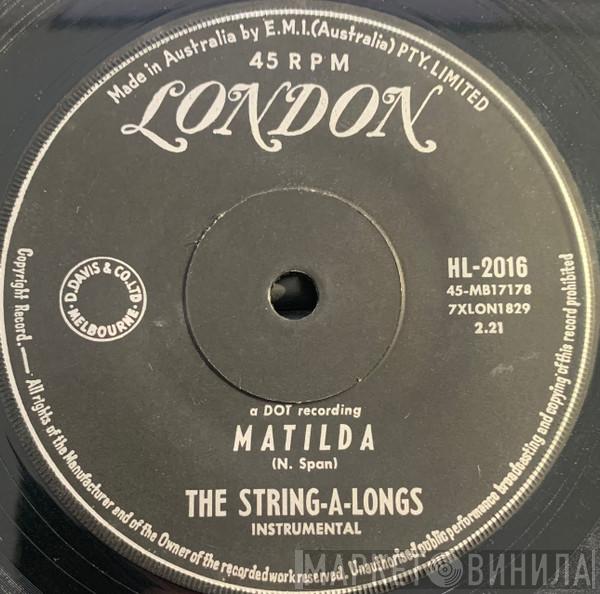 Made in Australia by E.M.I. (Australia) PTY. LIMITED
45 RPM
LONDON
D. DAVIS & CO. LTD
• MELBOURNE •
HL-2016
45-MB17178
7XLON1829
2.21
a DOT recording
MATILDA
(N. Span)
THE STRING-A-LONGS
INSTRUMENTAL
Copyright Record. — All rights of the Manufacturer and of the Owner of the recorded work reserved. Unauthorised public performance broadcasting and copying of this record prohibited
МАРКЕТ ВИНИЛА